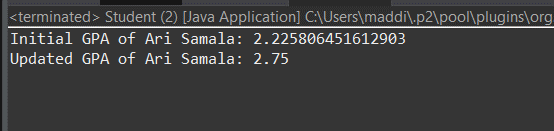 <terminated> Student (2) [Java Application] C:\Users\maddi\.p2\pool\plugins\org
Initial GPA of Ari Samala: 2.225806451612903
Updated GPA of Ari Samala: 2.75